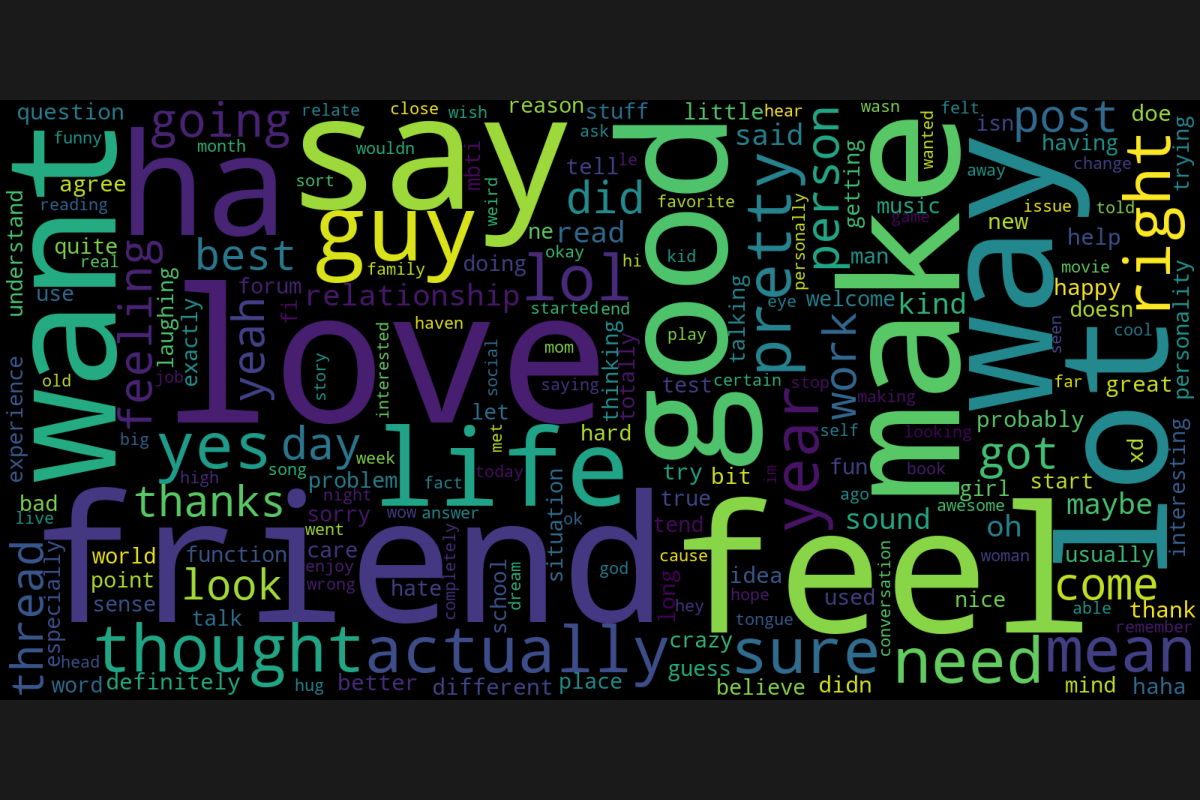 question
going
relate
close
wish
reason
stuff
little
hear
wasn
felt
post
doe
funny
month
say
wouldn
mbti
ask
said
isn
having
trying
want
ha
agree
sort
weird
tell
le
did
good
favorite
pretty
person
getting
make
wanted
music
game
away
way
change
right
reading
understand
quite
real
best
guy
family
doing
ne
read
okay
hi
kid
personally
man
new
issue
told
help
movie
happy
use
feeling
laughing
exactly
yeah
forum
fi
relationship
lol
started
end
talking
eye
welcome
kind
doesn
personality
love
haven
story
interested
social
mom
thinking
totally
play
work
seen
cool
old
job
saying
test
certain
year
stop
making
far
great
experience
big
yes
day
let
met
hard
self
looking
probably
lot
xd
song
week
life
high
problem
fact
today
try
bit
im
fun
book
got
start
interesting
bad
live
thanks
night
sorry
wow
answer
situation
ok
true
ago
girl
awesome
maybe
friend
went
tend
feel
sound
oh
thread
especially
world
function
care
enjoy
completely
school
dream
god
cause
conversation
woman
usually
point
look
wrong
hate
long
idea
hope
used
nice
come
sense
talk
hey
tongue
able
thank
remember
head
thought
actually
crazy
sure
need
mean
word
definitely
hug
better
different
place
guess
believe
didn
mind
haha